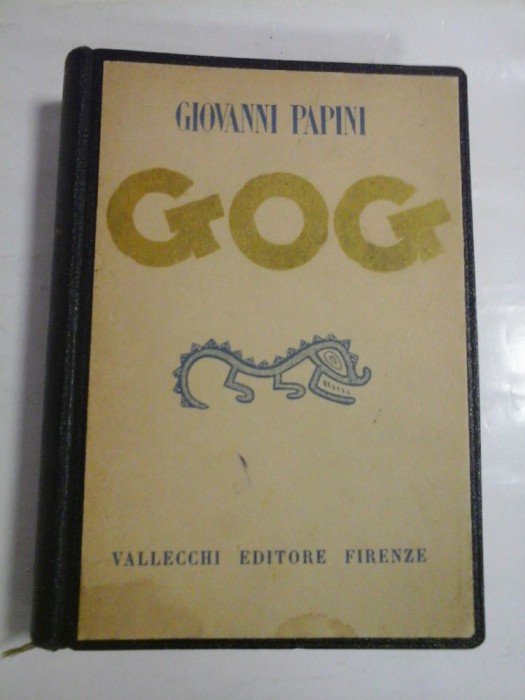 GIOVANNI PAPINI
GOG
VALLECCHI EDITORE FIRENZE